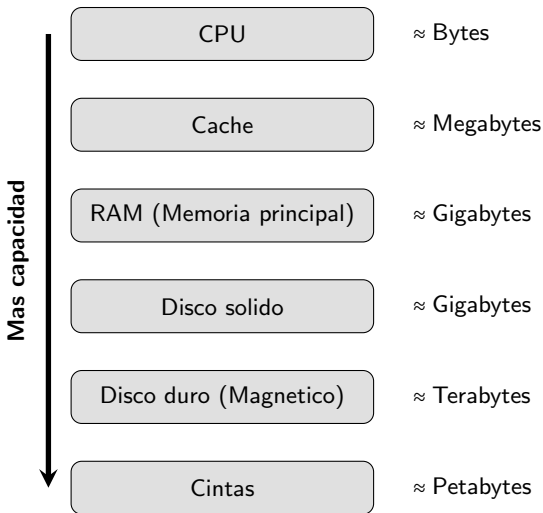 CPU ≈ Bytes
Cache ≈ Megabytes
RAM (Memoria principal) ≈ Gigabytes
Mas capacidad
Disco solido ≈ Gigabytes
Disco duro (Magnetico) ≈ Terabytes
Cintas ≈ Petabytes